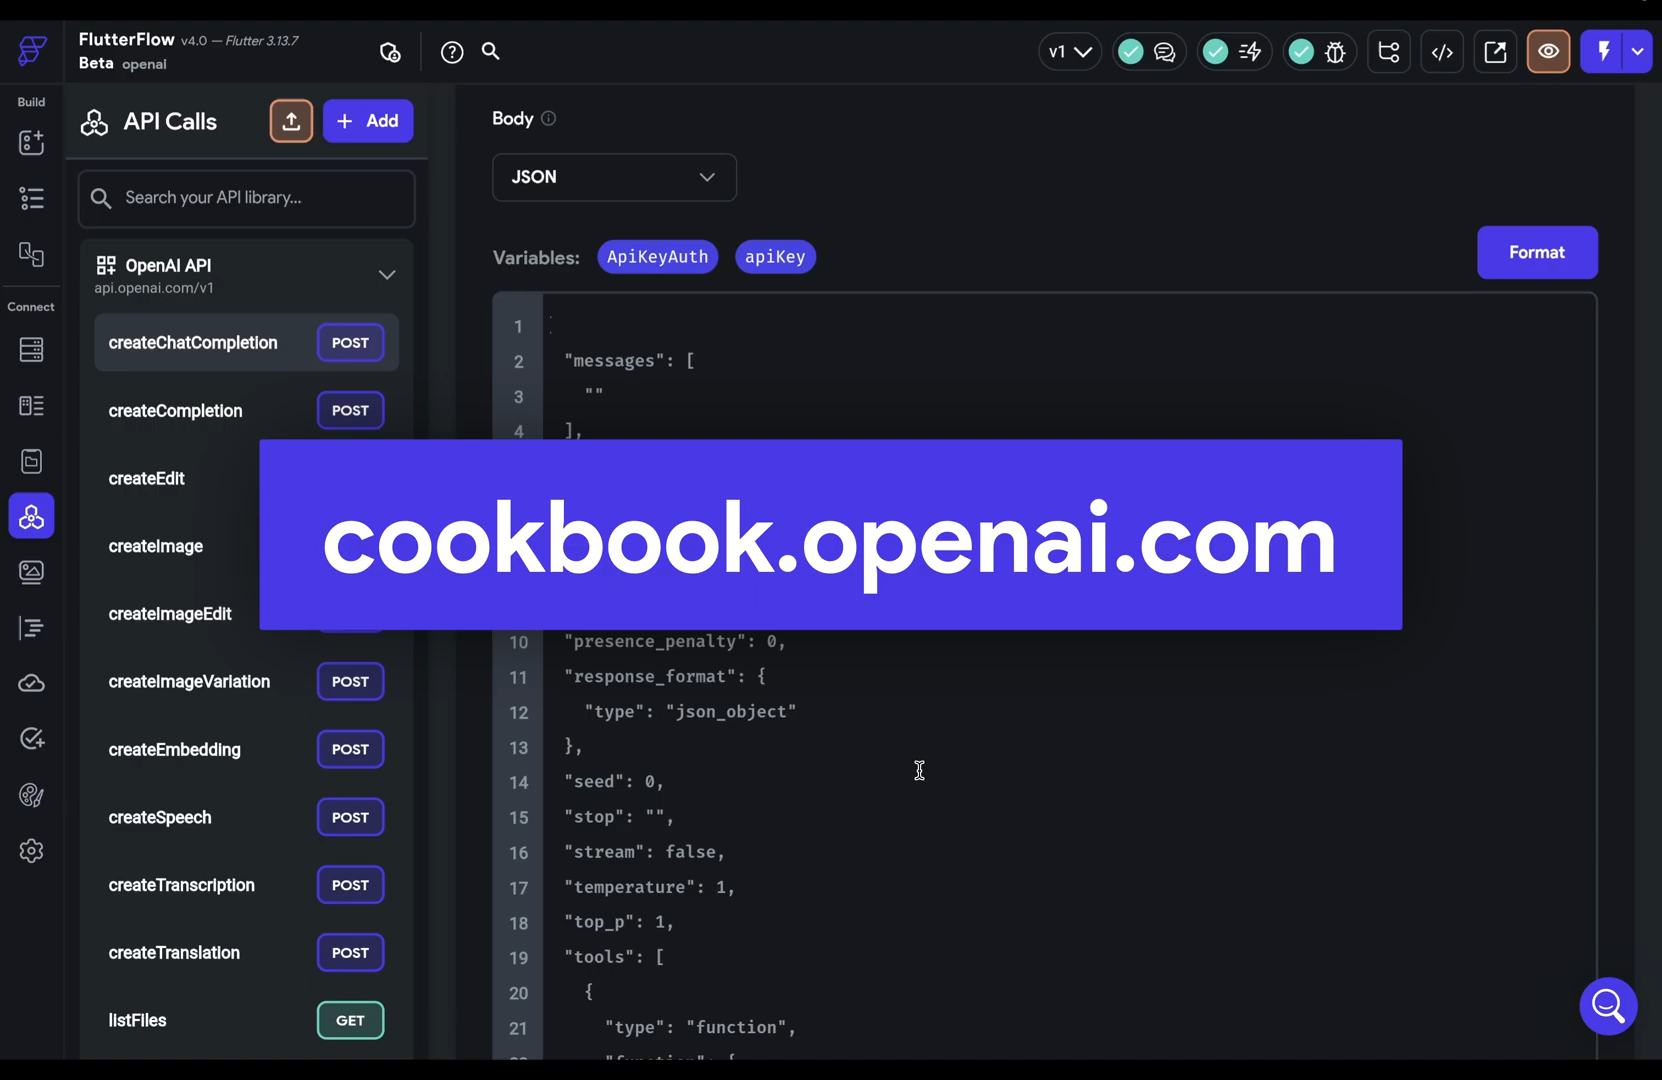 FlutterFlow v4.0 — Flutter 3.13.7
Beta openai
v1
Build
API Calls
+ Add
Search your API library...
OpenAI API
api.openai.com/v1
createChatCompletion POST
createCompletion POST
createEdit
createImage
createImageEdit
createImageVariation POST
createEmbedding POST
createSpeech POST
createTranscription POST
createTranslation POST
listFiles GET
Connect
Body
JSON
Variables: ApiKeyAuth apiKey
Format
1
2 "messages": [
3 ""
4 ],
cookbook.openai.com
10 "presence_penalty": 0,
11 "response_format": {
12 "type": "json_object"
13 },
14 "seed": 0,
15 "stop": "",
16 "stream": false,
17 "temperature": 1,
18 "top_p": 1,
19 "tools": [
20 {
21 "type": "function",